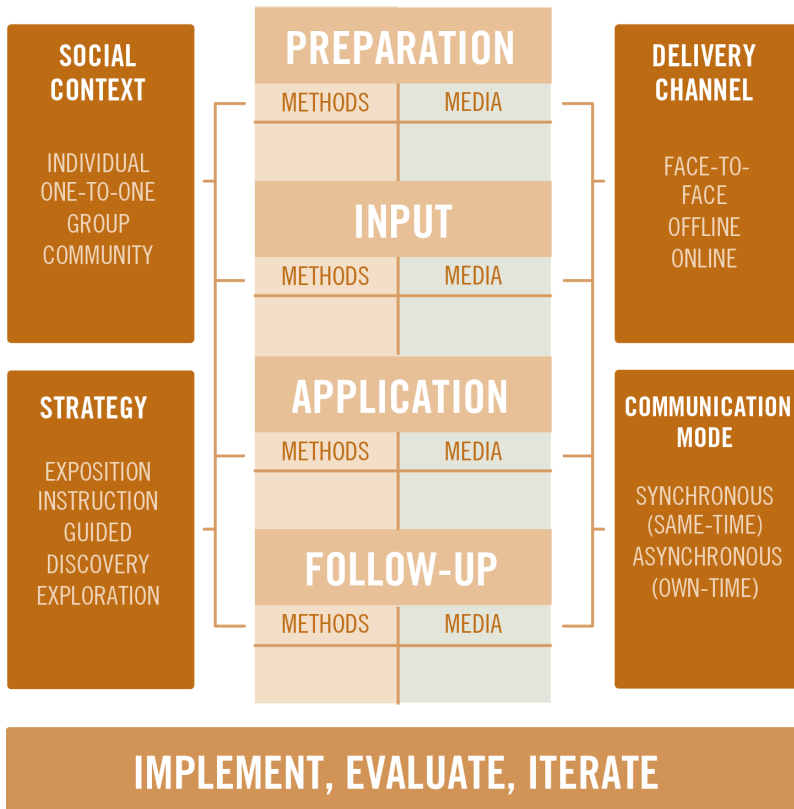 SOCIAL
CONTEXT
INDIVIDUAL
ONE-TO-ONE
GROUP
COMMUNITY
STRATEGY
EXPOSITION
INSTRUCTION
GUIDED
DISCOVERY
EXPLORATION
PREPARATION
METHODS MEDIA
INPUT
METHODS MEDIA
APPLICATION
METHODS MEDIA
FOLLOW-UP
METHODS MEDIA
DELIVERY
CHANNEL
FACE-TO-
FACE
OFFLINE
ONLINE
COMMUNICATION
MODE
SYNCHRONOUS
(SAME-TIME)
ASYNCHRONOUS
(OWN-TIME)
IMPLEMENT, EVALUATE, ITERATE